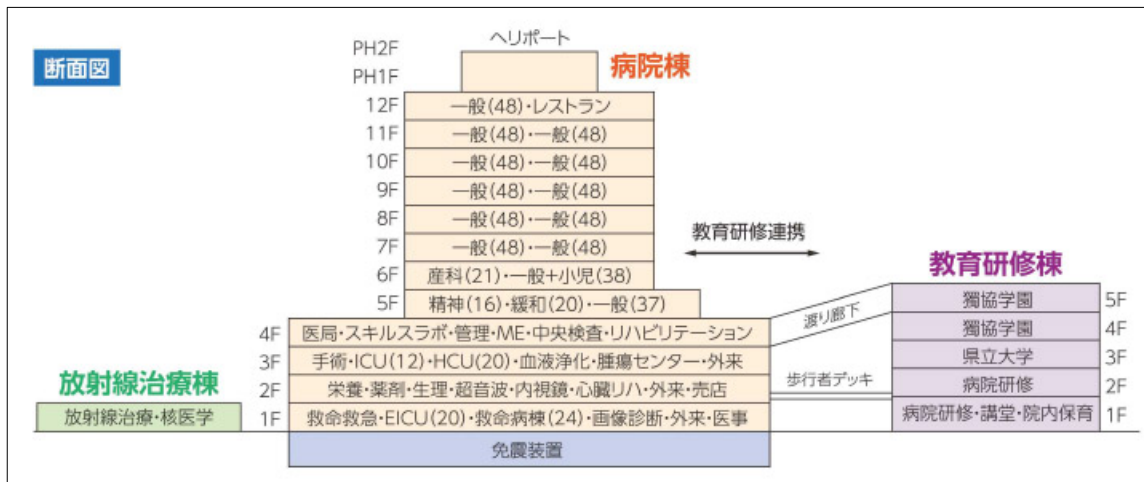 断面図
ヘリポート
病院棟
PH2F
PH1F
12F 一般(48)・レストラン
11F 一般(48)・一般(48)
10F 一般(48)・一般(48)
9F 一般(48)・一般(48)
8F 一般(48)・一般(48)
7F 一般(48)・一般(48)
6F 産科(21)・一般+小児(38)
5F 精神(16)・緩和(20)・一般(37)
4F 医局・スキルスラボ・管理・ME・中央検査・リハビリテーション
3F 手術・ICU(12)・HCU(20)・血液浄化・腫瘍センター・外来
2F 栄養・薬剤・生理・超音波・内視鏡・心臓リハ・外来・売店
1F 救命救急・EICU(20)・救命病棟(24)・画像診断・外来・医事
免震装置
放射線治療棟
放射線治療・核医学
教育研修連携
渡り廊下
歩行者デッキ
教育研修棟
獨協学園 5F
獨協学園 4F
県立大学 3F
病院研修 2F
病院研修・講堂・院内保育 1F